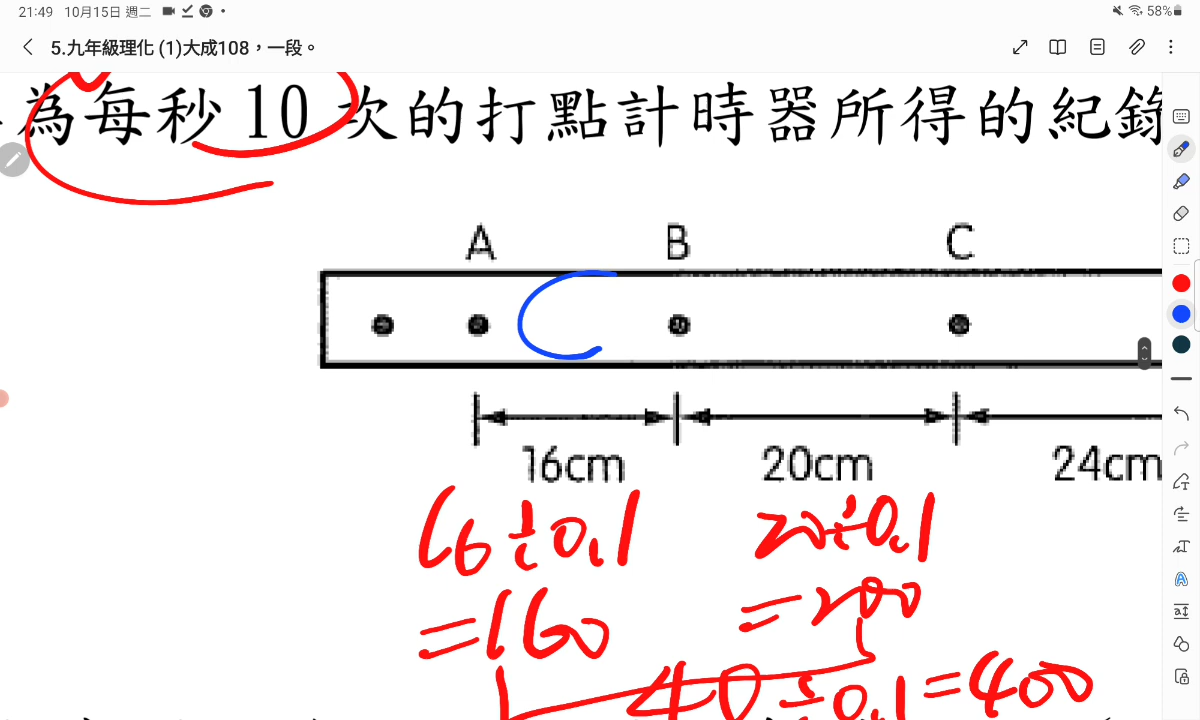 21:49 10月15日 週二 58%
5.九年級理化 (1)大成108，一段。
為每秒 10 次的打點計時器所得的紀錄
A B C
16cm 20cm 24cm
16÷0.1 20÷0.1
=160 =200
40÷0.1=400